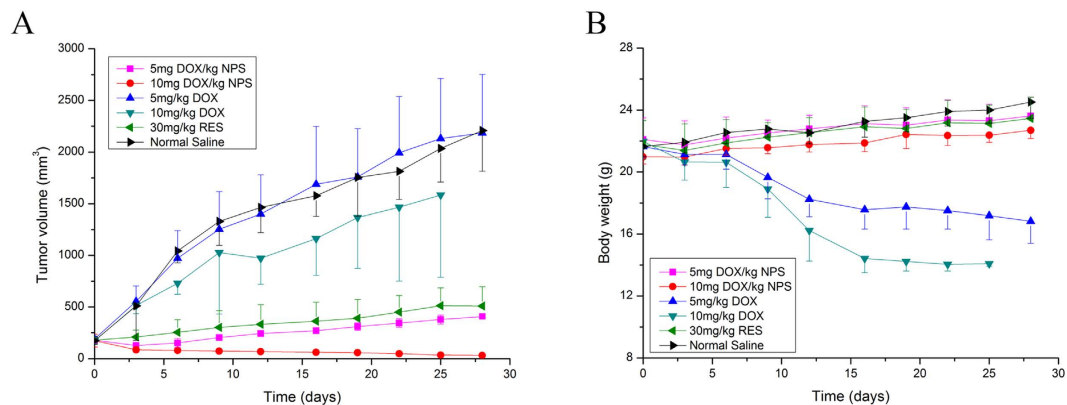 A
3000
2500
2000
1500
1000
500
0
Tumor volume (mm³)
5mg DOX/kg NPS
10mg DOX/kg NPS
5mg/kg DOX
10mg/kg DOX
30mg/kg RES
Normal Saline
0 5 10 15 20 25 30
Time (days)
B
28
24
20
16
12
8
Body weight (g)
5mg DOX/kg NPS
10mg DOX/kg NPS
5mg/kg DOX
10mg/kg DOX
30mg/kg RES
Normal Saline
0 5 10 15 20 25 30
Time (days)